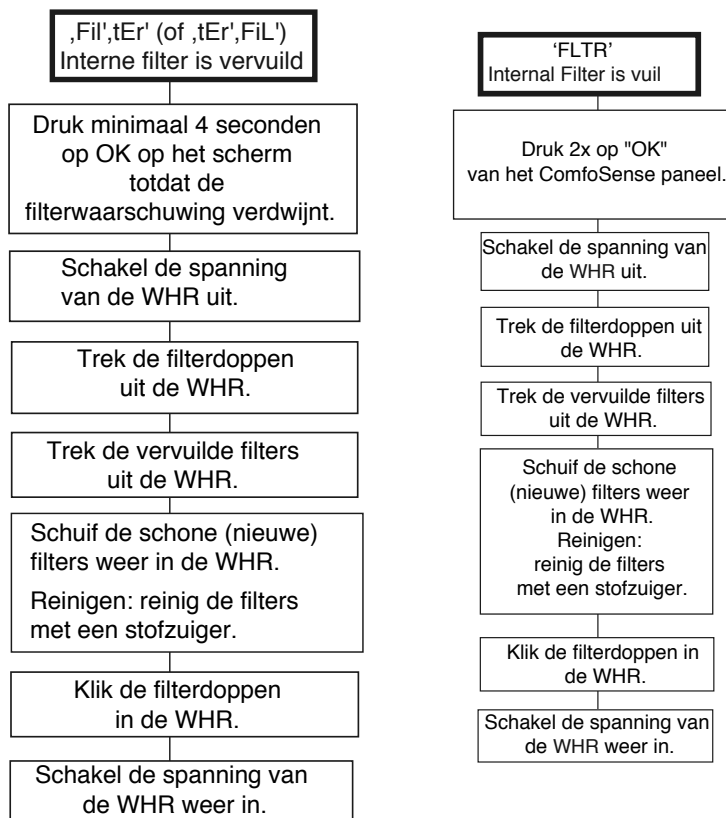 ‚Fil',tEr' (of ‚tEr',FiL')
Interne filter is vervuild
Druk minimaal 4 seconden
op OK op het scherm
totdat de
filterwaarschuwing verdwijnt.
Schakel de spanning
van de WHR uit.
Trek de filterdoppen
uit de WHR.
Trek de vervuilde filters
uit de WHR.
Schuif de schone (nieuwe)
filters weer in de WHR.
Reinigen: reinig de filters
met een stofzuiger.
Klik de filterdoppen
in de WHR.
Schakel de spanning van
de WHR weer in.
‘FLTR’
Internal Filter is vuil
Druk 2x op "OK"
van het ComfoSense paneel.
Schakel de spanning van
de WHR uit.
Trek de filterdoppen uit
de WHR.
Trek de vervuilde filters
uit de WHR.
Schuif de schone
(nieuwe) filters weer
in de WHR.
Reinigen:
reinig de filters
met een stofzuiger.
Klik de filterdoppen in
de WHR.
Schakel de spanning van
de WHR weer in.